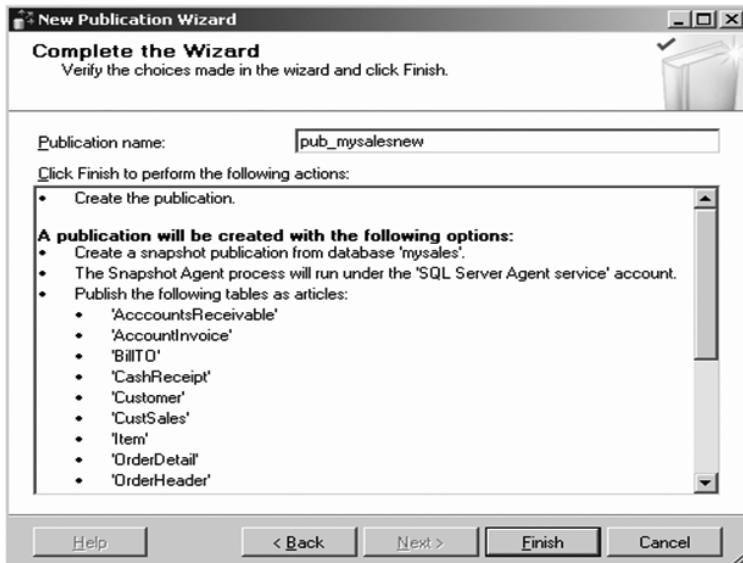 New Publication Wizard
Complete the Wizard
Verify the choices made in the wizard and click Finish.
Publication name: pub_mysalesnew
Click Finish to perform the following actions:
• Create the publication.
A publication will be created with the following options:
• Create a snapshot publication from database 'mysales'.
• The Snapshot Agent process will run under the 'SQL Server Agent service' account.
• Publish the following tables as articles:
• 'AcccountsReceivable'
• 'AccountInvoice'
• 'BillTO'
• 'CashReceipt'
• 'Customer'
• 'CustSales'
• 'Item'
• 'OrderDetail'
• 'OrderHeader'
Help < Back Next > Finish Cancel